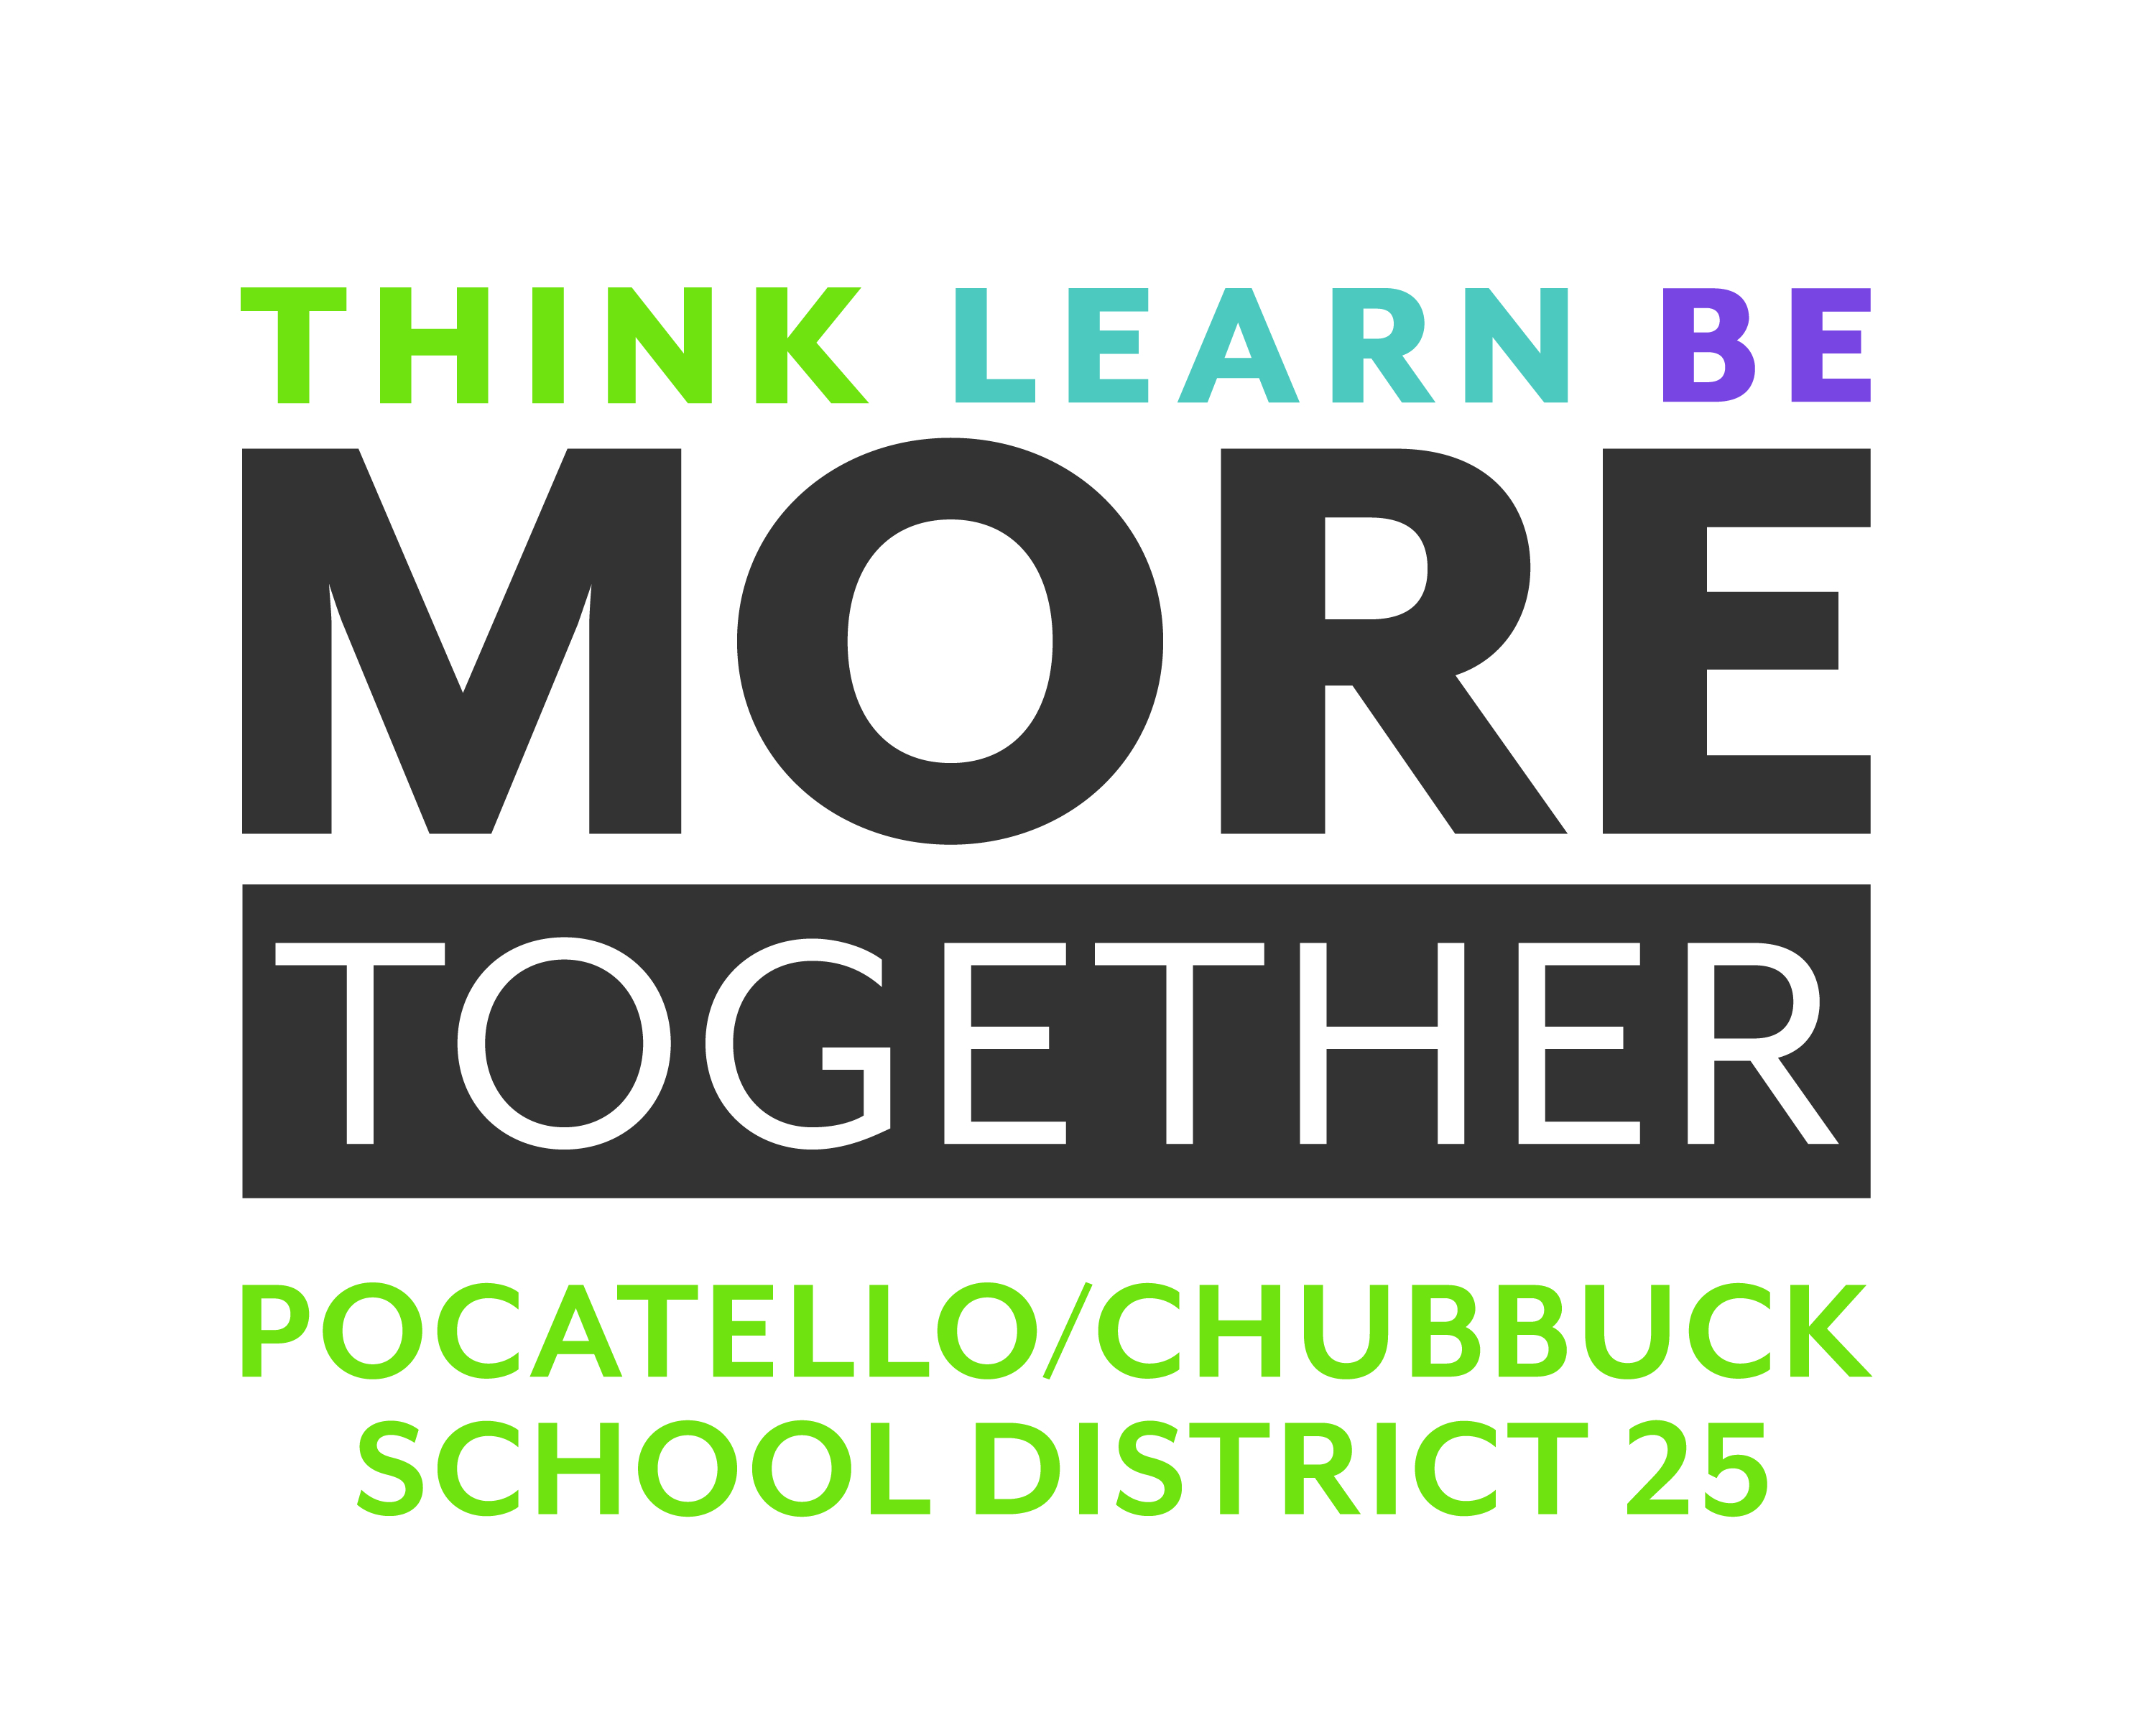 THINK LEARN BE
MORE
TOGETHER
POCATELLO/CHUBBUCK
SCHOOL DISTRICT 25